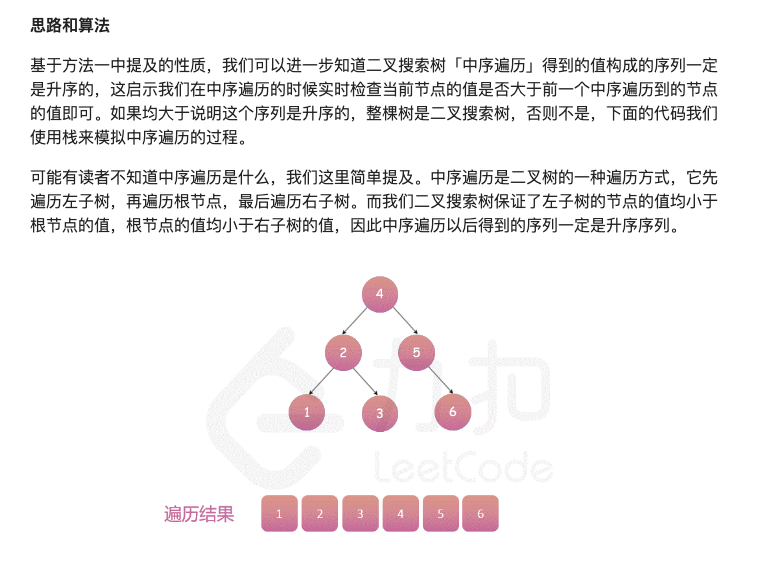 思路和算法
基于方法一中提及的性质，我们可以进一步知道二叉搜索树「中序遍历」得到的值构成的序列一定
是升序的，这启示我们在中序遍历的时候实时检查当前节点的值是否大于前一个中序遍历到的节点
的值即可。如果均大于说明这个序列是升序的，整棵树是二叉搜索树，否则不是，下面的代码我们
使用栈来模拟中序遍历的过程。
可能有读者不知道中序遍历是什么，我们这里简单提及。中序遍历是二叉树的一种遍历方式，它先
遍历左子树，再遍历根节点，最后遍历右子树。而我们二叉搜索树保证了左子树的节点的值均小于
根节点的值，根节点的值均小于右子树的值，因此中序遍历以后得到的序列一定是升序序列。
4
2 5
1 3 6
力扣
LeetCode
遍历结果 1 2 3 4 5 6